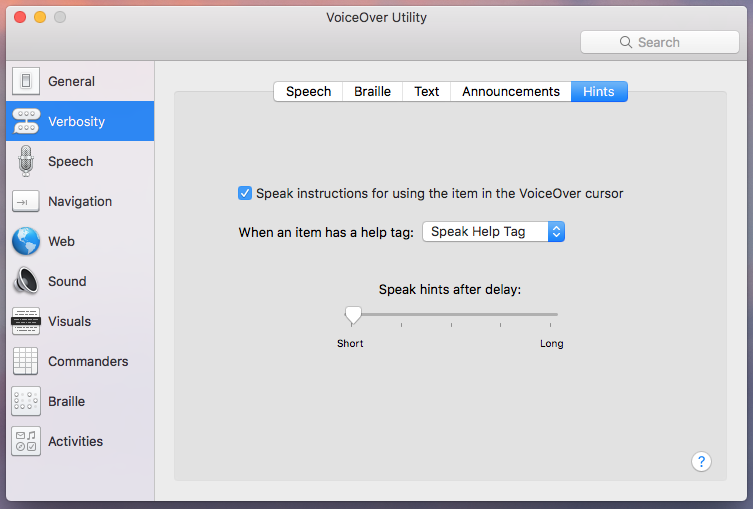 VoiceOver Utility
Search
General
Verbosity
Speech
Navigation
Web
Sound
Visuals
Commanders
Braille
Activities
Speech Braille Text Announcements Hints
Speak instructions for using the item in the VoiceOver cursor
When an item has a help tag: Speak Help Tag
Speak hints after delay:
Short Long
?